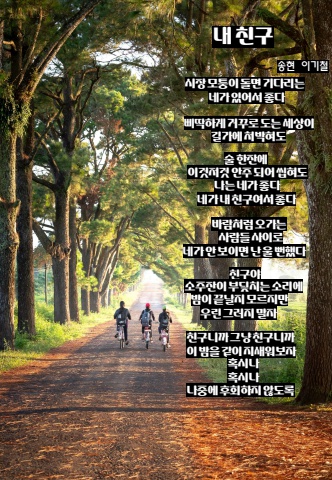 내 친구
송현 이기철
사창 모퉁이 돌면 기다리는
네가 있어서 좋다
삐딱하게 거꾸로 도는 세상이
길가에 처박혀도
술 한잔에
이것저것 안주 되어 씹혀도
나는 네가 좋다
네가 내 친구여서 좋다
바람처럼 오가는
사람들 사이로
네가 안 보이면 난 울 뻔했다
친구야
소주잔이 부딪치는 소리에
밤이 끝날지 모르지만
우린 그러지 말자
친구니까 그냥 친구니까
이 밤을 같이 지새워보자
혹시나
혹시나
나중에 후회하지 않도록